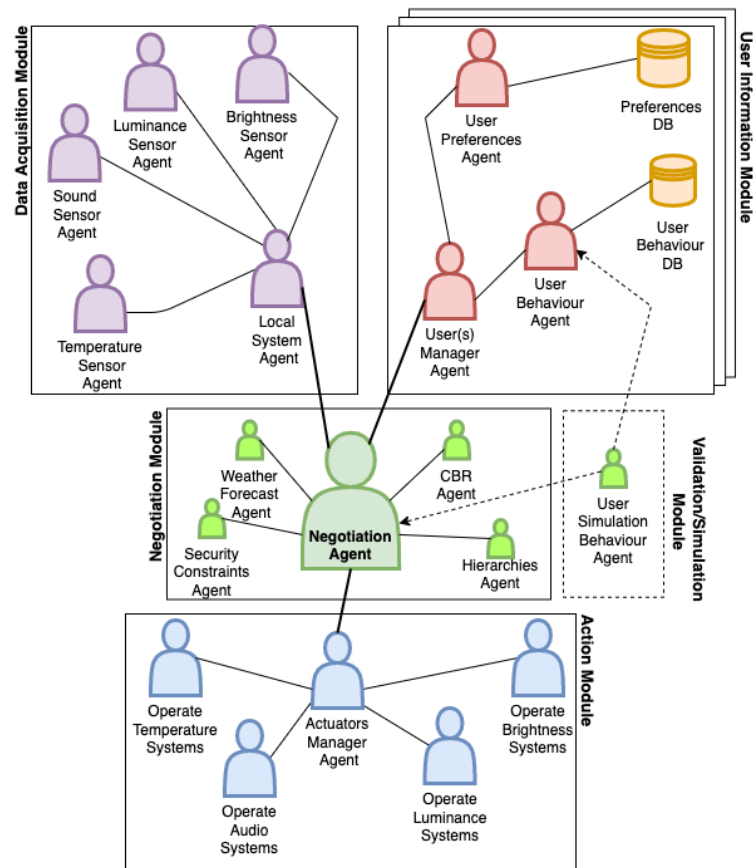 Data Acquisition Module
Luminance
Sensor
Agent
Brightness
Sensor
Agent
Sound
Sensor
Agent
Temperature
Sensor
Agent
Local
System
Agent
User Information Module
User
Preferences
Agent
Preferences
DB
User
Behaviour
DB
User
Behaviour
Agent
User(s)
Manager
Agent
Negotiation Module
Weather
Forecast
Agent
CBR
Agent
Negotiation
Agent
Security
Constraints
Agent
Hierarchies
Agent
Validation/Simulation
Module
User
Simulation
Behaviour
Agent
Action Module
Operate
Temperature
Systems
Actuators
Manager
Agent
Operate
Brightness
Systems
Operate
Audio
Systems
Operate
Luminance
Systems